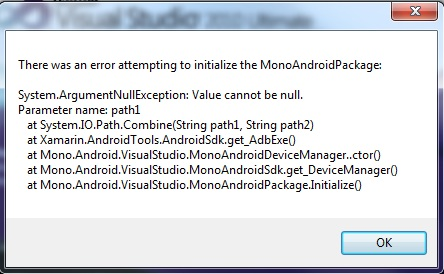 Visual Studio 2010 Ultimate
There was an error attempting to initialize the MonoAndroidPackage:
System.ArgumentNullException: Value cannot be null.
Parameter name: path1
at System.IO.Path.Combine(String path1, String path2)
at Xamarin.AndroidTools.AndroidSdk.get_AdbExe()
at Mono.Android.VisualStudio.MonoAndroidDeviceManager..ctor()
at Mono.Android.VisualStudio.MonoAndroidSdk.get_DeviceManager()
at Mono.Android.VisualStudio.MonoAndroidPackage.Initialize()
OK